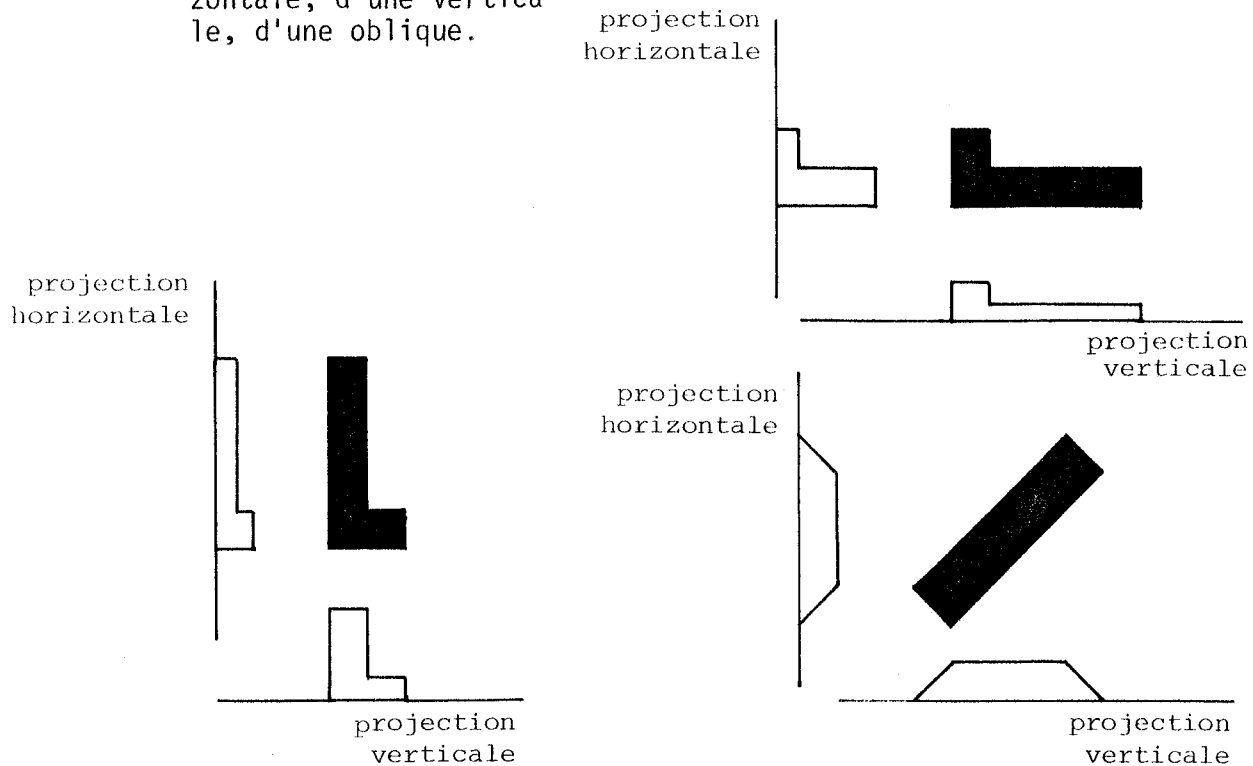 zontale, d'une vertica
le, d'une oblique.
projection
horizontale
projection
verticale
projection
horizontale
projection
verticale
projection
horizontale
projection
verticale